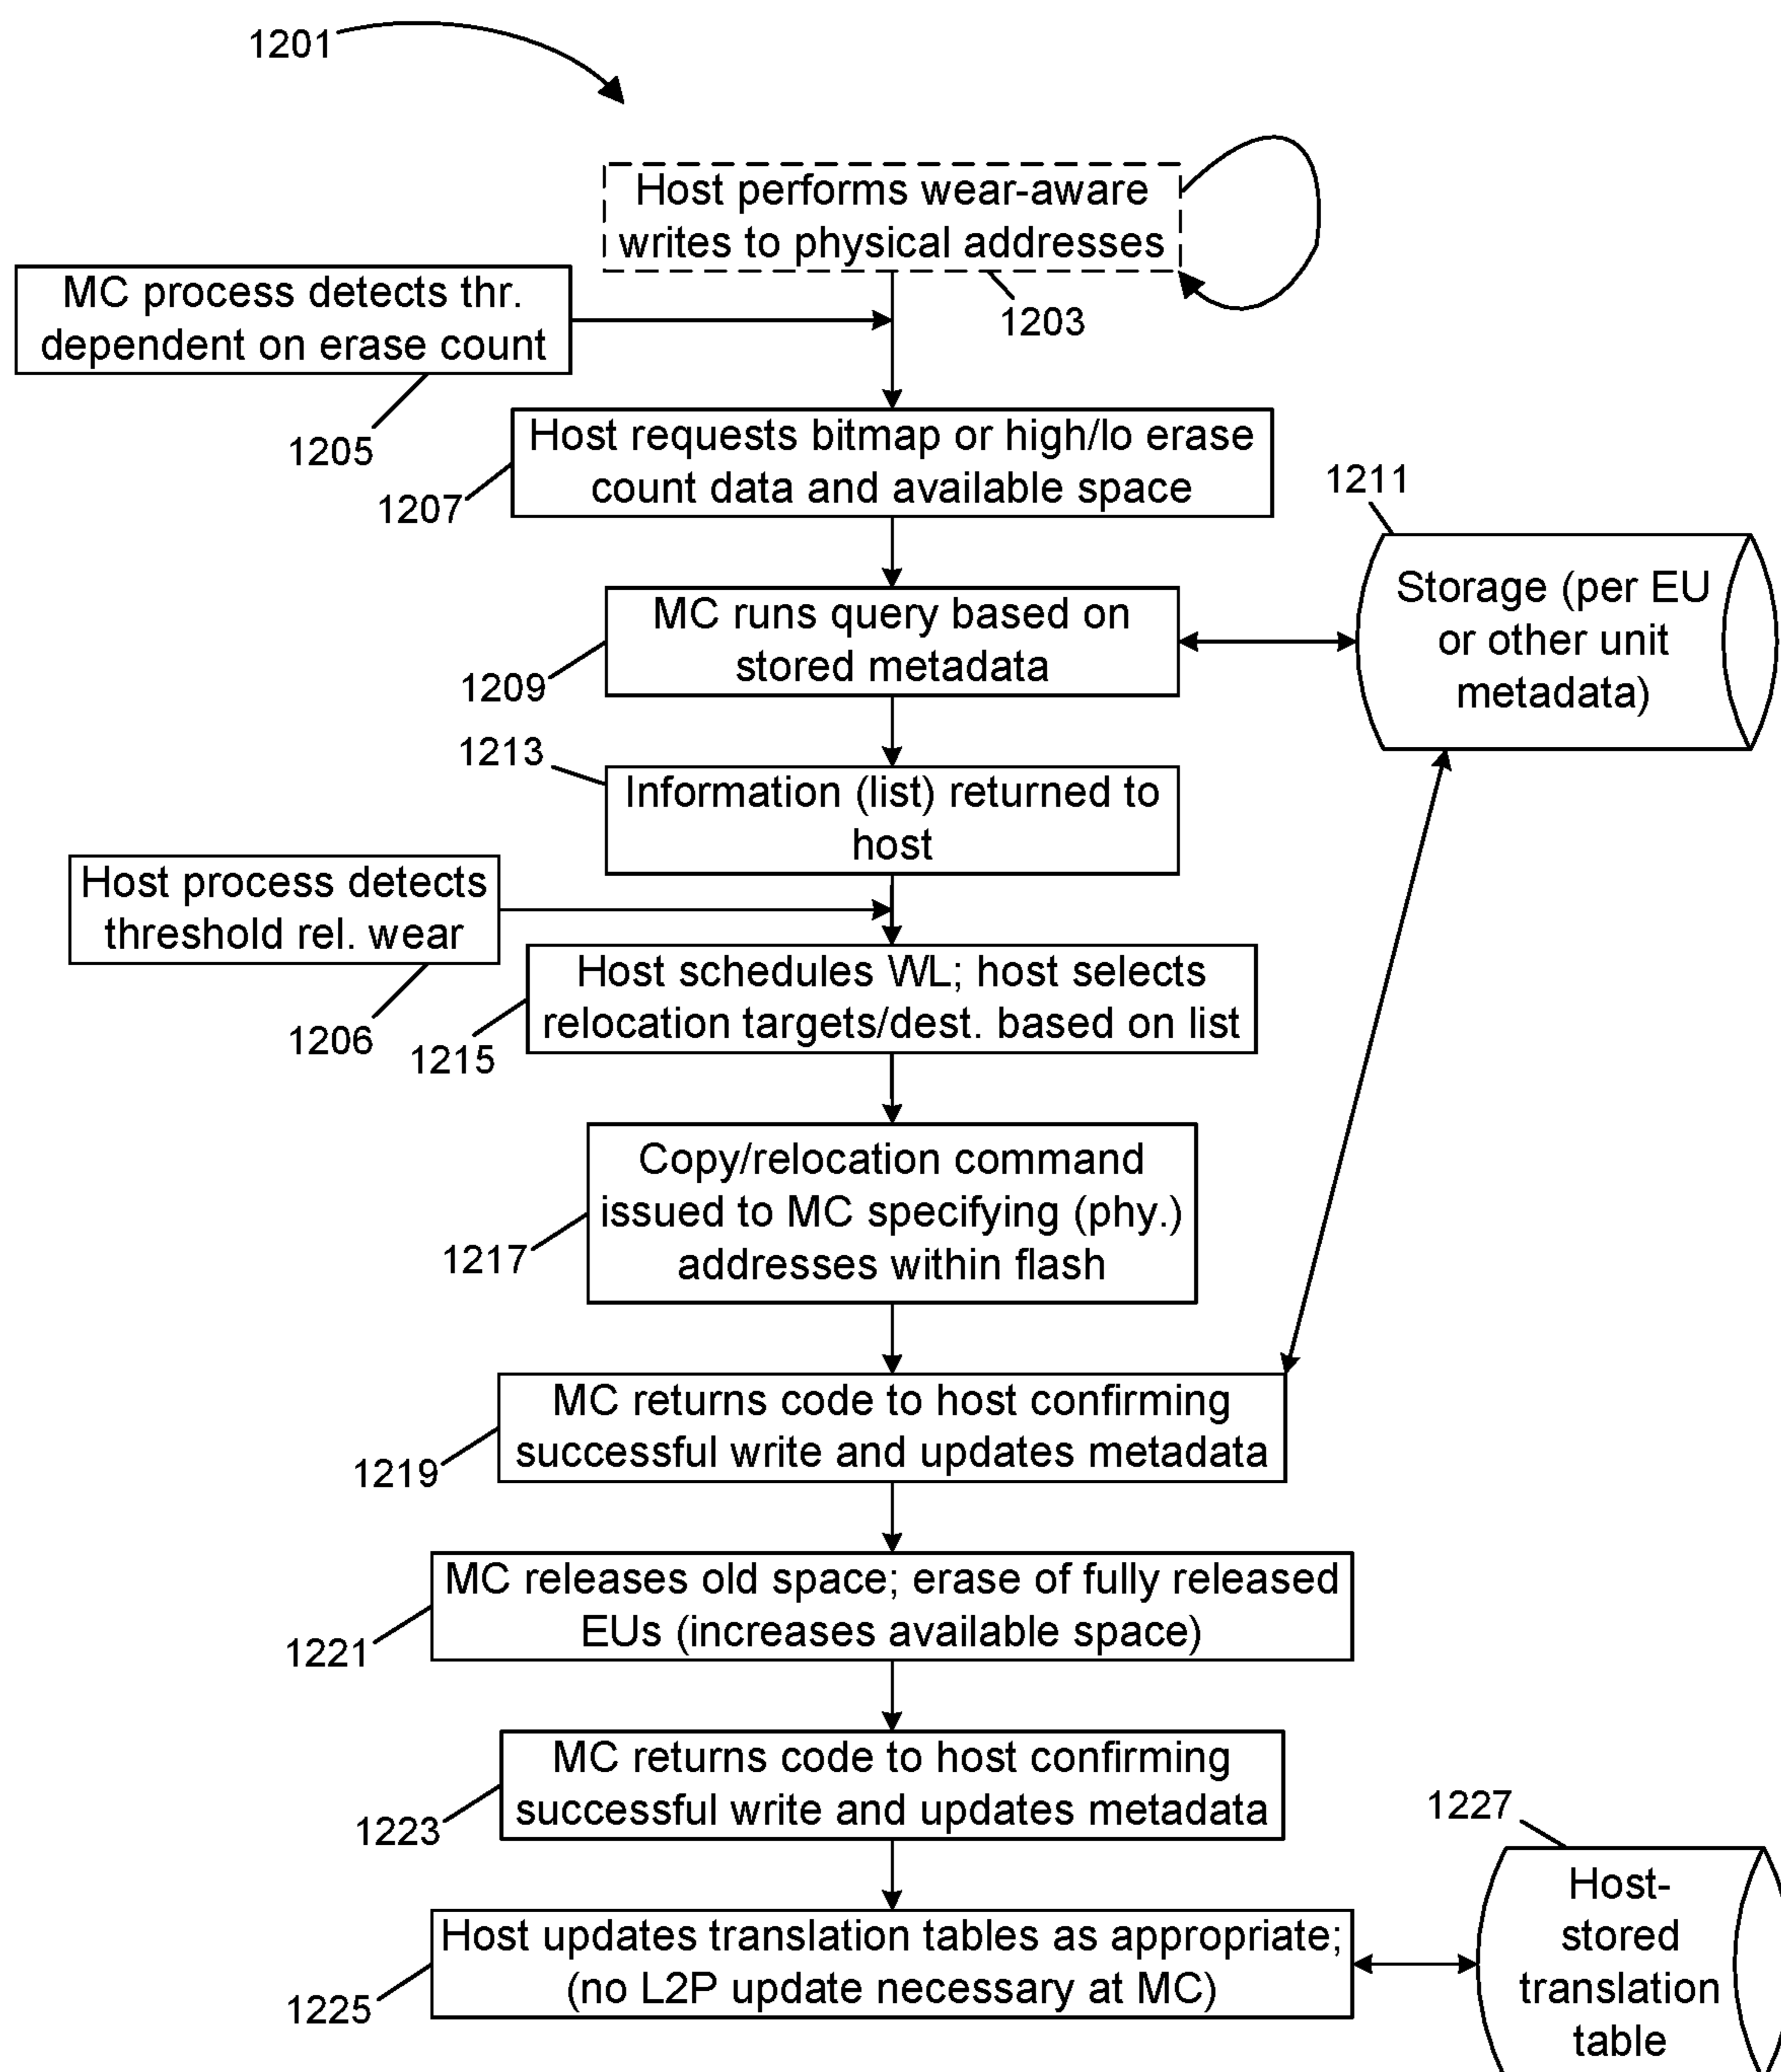 1201
Host performs wear-aware
writes to physical addresses
1203
MC process detects thr.
dependent on erase count
1205
Host requests bitmap or high/lo erase
count data and available space
1207
1211
Storage (per EU
or other unit
metadata)
MC runs query based on
stored metadata
1209
1213
Information (list) returned to
host
Host process detects
threshold rel. wear
1206
Host schedules WL; host selects
relocation targets/dest. based on list
1215
Copy/relocation command
issued to MC specifying (phy.)
addresses within flash
1217
MC returns code to host confirming
successful write and updates metadata
1219
MC releases old space; erase of fully released
EUs (increases available space)
1221
MC returns code to host confirming
successful write and updates metadata
1223
1227
Host-
stored
translation
table
Host updates translation tables as appropriate;
(no L2P update necessary at MC)
1225